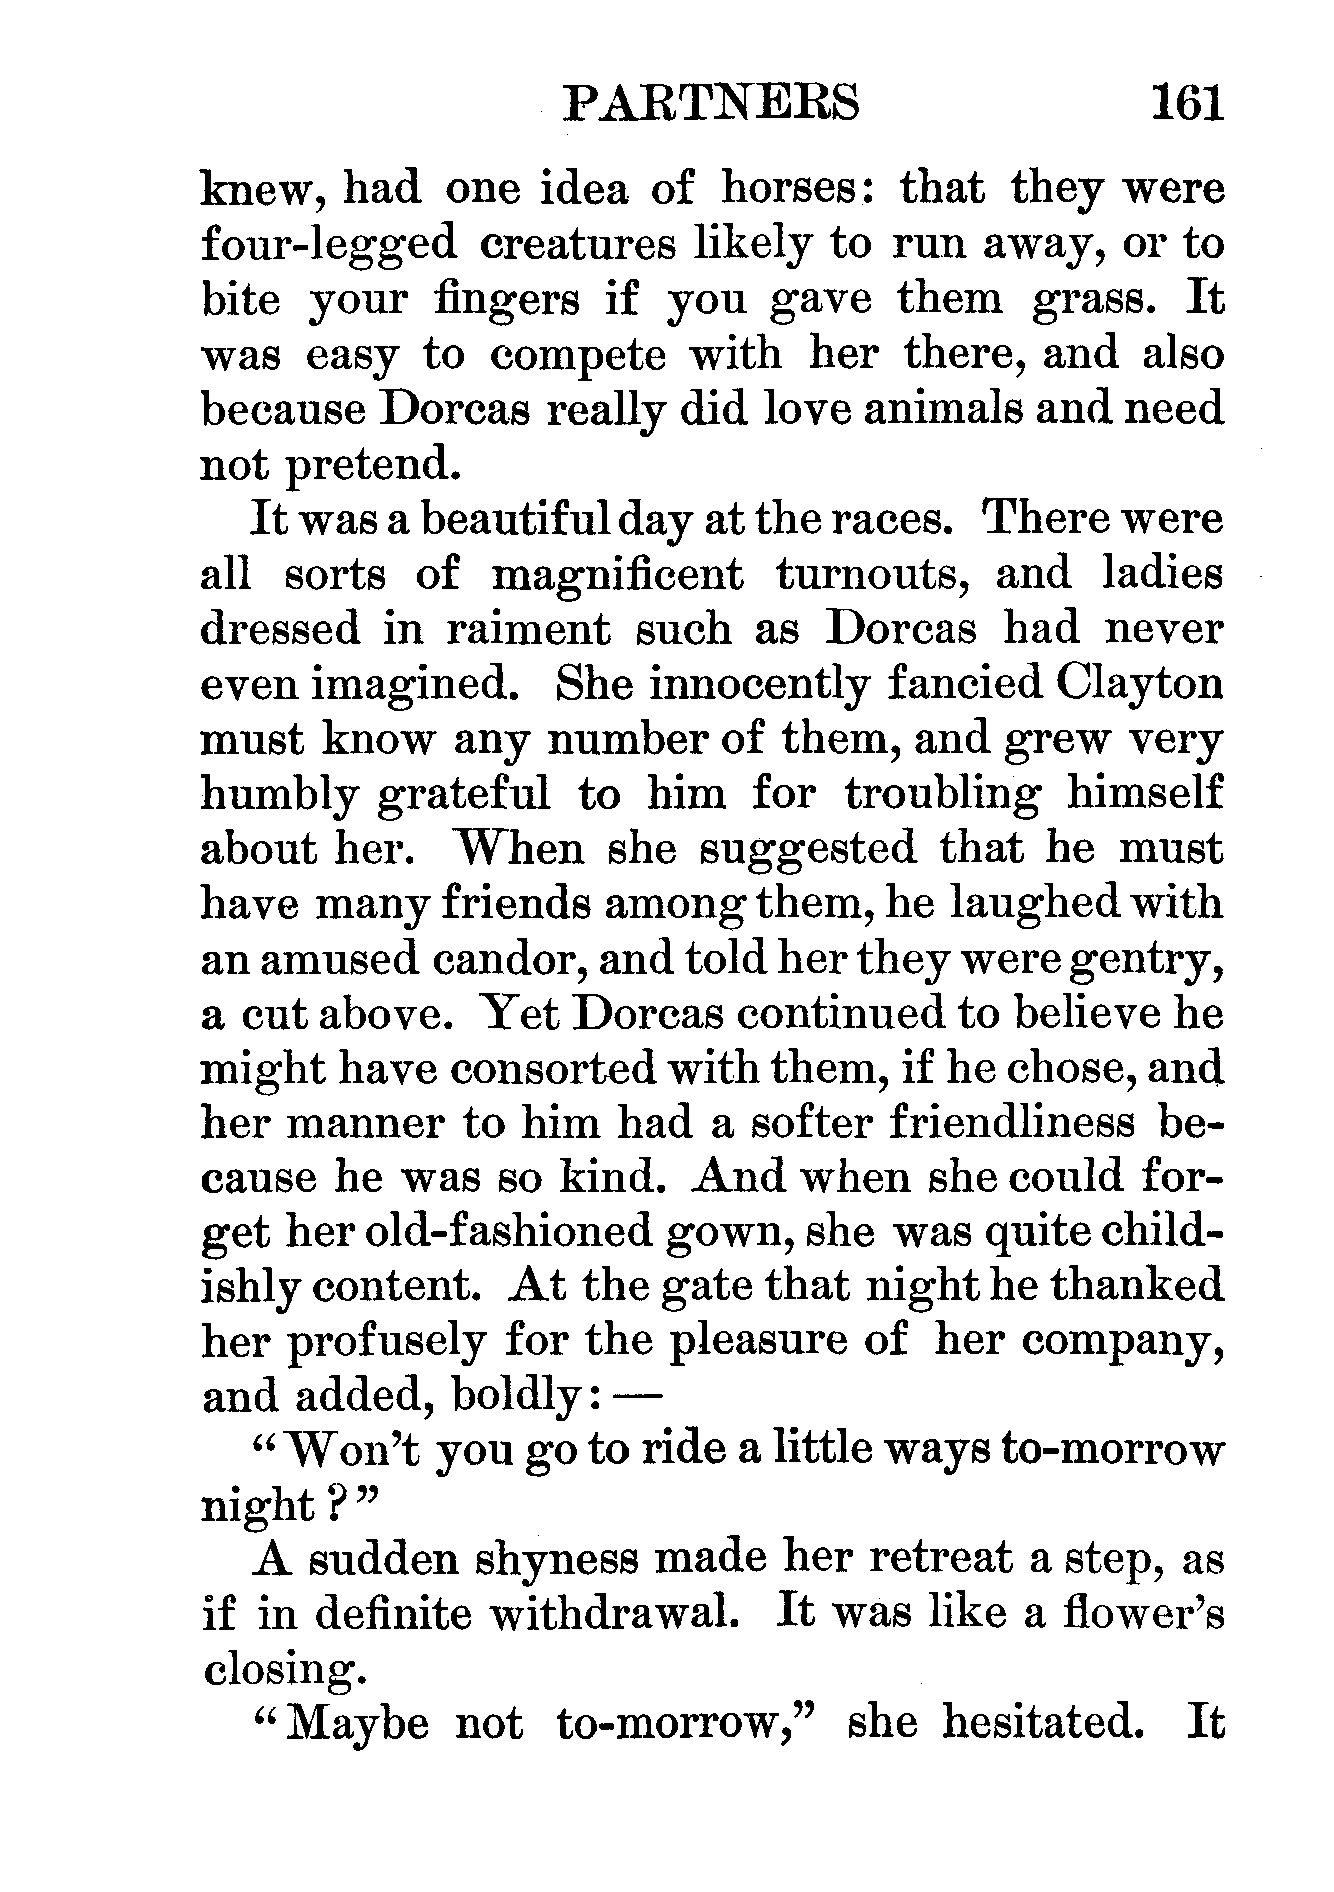 PARTNERS 161
knew, had one idea of horses: that they were
four-legged creatures likely to run away, or to
bite your fingers if you gave them grass. It
was easy to compete with her there, and also
because Dorcas really did love animals and need
not pretend.
It was a beautiful day at the races. There were
all sorts of magnificent turnouts, and ladies
dressed in raiment such as Dorcas had never
even imagined. She innocently fancied Clayton
must know any number of them, and grew very
humbly grateful to him for troubling himself
about her. When she suggested that he must
have many friends among them, he laughed with
an amused candor, and told her they were gentry,
a cut above. Yet Dorcas continued to believe he
might have consorted with them, if he chose, and
her manner to him had a softer friendliness be-
cause he was so kind. And when she could for-
get her old-fashioned gown, she was quite child-
ishly content. At the gate that night he thanked
her profusely for the pleasure of her company,
and added, boldly: —
“Won’t you go to ride a little ways to-morrow
night?”
A sudden shyness made her retreat a step, as
if in definite withdrawal. It was like a flower’s
closing.
“Maybe not to-morrow,” she hesitated. It